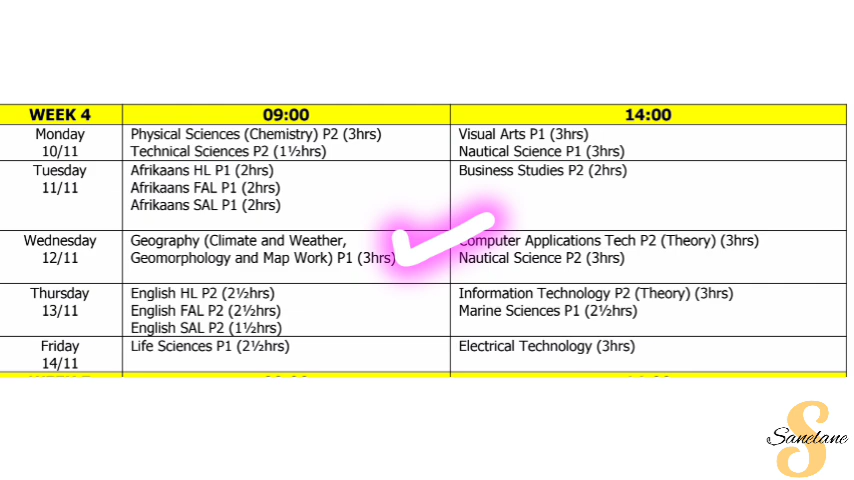 WEEK 4 09:00 14:00
Monday Physical Sciences (Chemistry) P2 (3hrs) Visual Arts P1 (3hrs)
10/11 Technical Sciences P2 (1½hrs) Nautical Science P1 (3hrs)
Tuesday Afrikaans HL P1 (2hrs) Business Studies P2 (2hrs)
11/11 Afrikaans FAL P1 (2hrs)
Afrikaans SAL P1 (2hrs)
Wednesday Geography (Climate and Weather, Computer Applications Tech P2 (Theory) (3hrs)
12/11 Geomorphology and Map Work) P1 (3hrs) Nautical Science P2 (3hrs)
Thursday English HL P2 (2½hrs) Information Technology P2 (Theory) (3hrs)
13/11 English FAL P2 (2½hrs) Marine Sciences P1 (2½hrs)
English SAL P2 (1½hrs)
Friday Life Sciences P1 (2½hrs) Electrical Technology (3hrs)
14/11
S
Sanelane